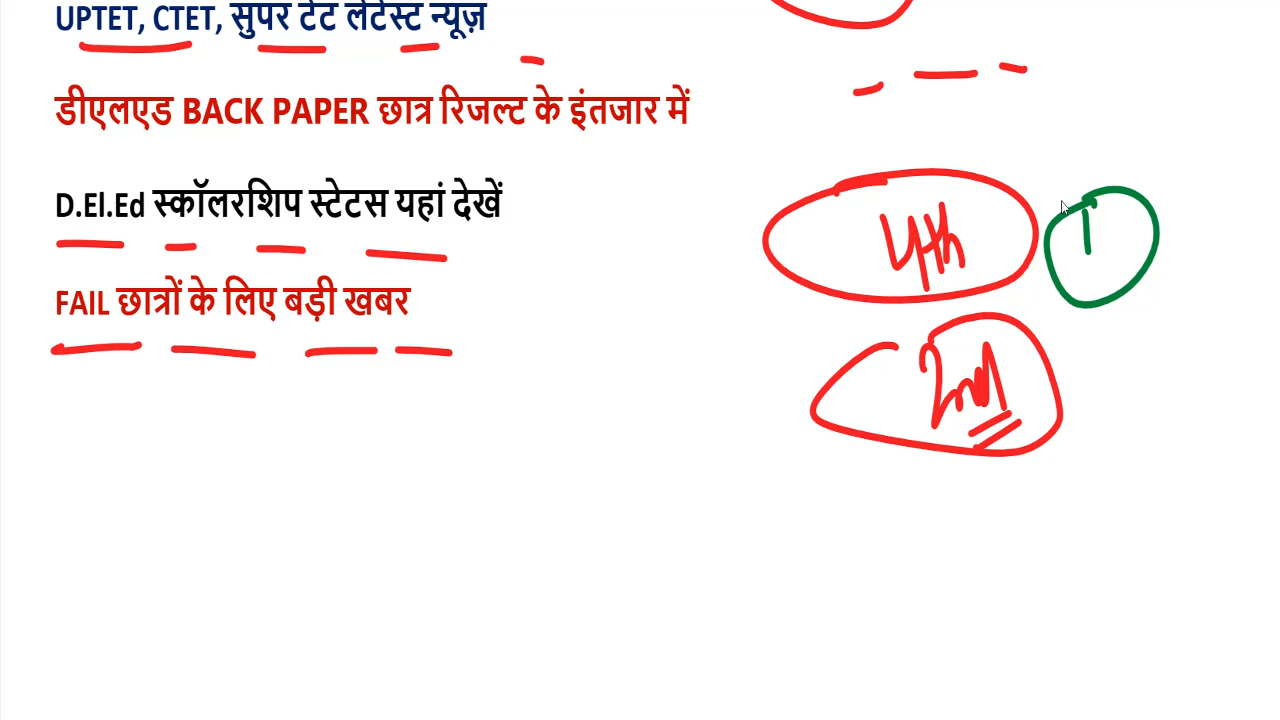 UPTET, CTET, सुपर टेट लेटेस्ट न्यूज़
डीएलएड BACK PAPER छात्र रिजल्ट के इंतजार में
D.El.Ed स्कॉलरशिप स्टेटस यहां देखें
4th
1
FAIL छात्रों के लिए बड़ी खबर
2nd